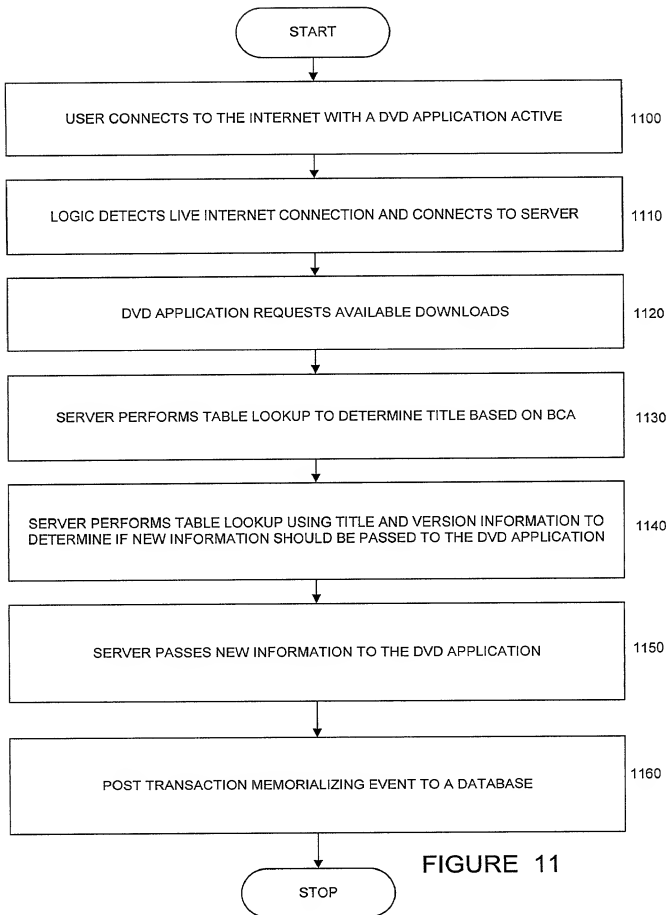 START
USER CONNECTS TO THE INTERNET WITH A DVD APPLICATION ACTIVE
1100
LOGIC DETECTS LIVE INTERNET CONNECTION AND CONNECTS TO SERVER
1110
DVD APPLICATION REQUESTS AVAILABLE DOWNLOADS
1120
SERVER PERFORMS TABLE LOOKUP TO DETERMINE TITLE BASED ON BCA
1130
SERVER PERFORMS TABLE LOOKUP USING TITLE AND VERSION INFORMATION TO
DETERMINE IF NEW INFORMATION SHOULD BE PASSED TO THE DVD APPLICATION
1140
SERVER PASSES NEW INFORMATION TO THE DVD APPLICATION
1150
POST TRANSACTION MEMORIALIZING EVENT TO A DATABASE
1160
FIGURE 11
STOP